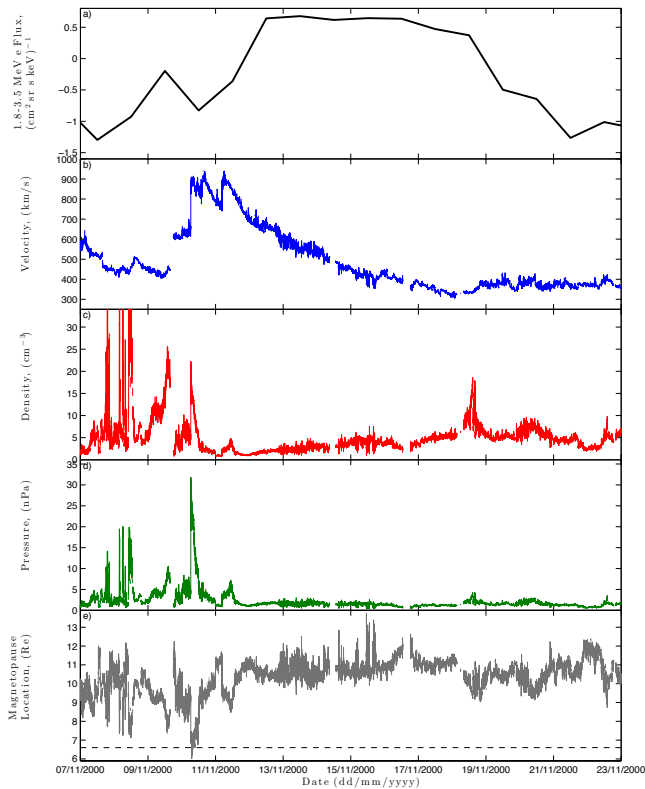 a)
1.8-3.5 MeV e Flux,
(cm² sr s keV)⁻¹
0.5
0
−0.5
−1
−1.5
b)
Velocity, (km/s)
1000
900
800
700
600
500
400
300
c)
Density, (cm⁻³)
30
25
20
15
10
5
0
d)
Pressure, (nPa)
35
30
25
20
15
10
5
0
e)
Magnetopause
Location, (Re)
13
12
11
10
9
8
7
6
07/11/2000 09/11/2000 11/11/2000 13/11/2000 15/11/2000 17/11/2000 19/11/2000 21/11/2000 23/11/2000
Date (dd/mm/yyyy)